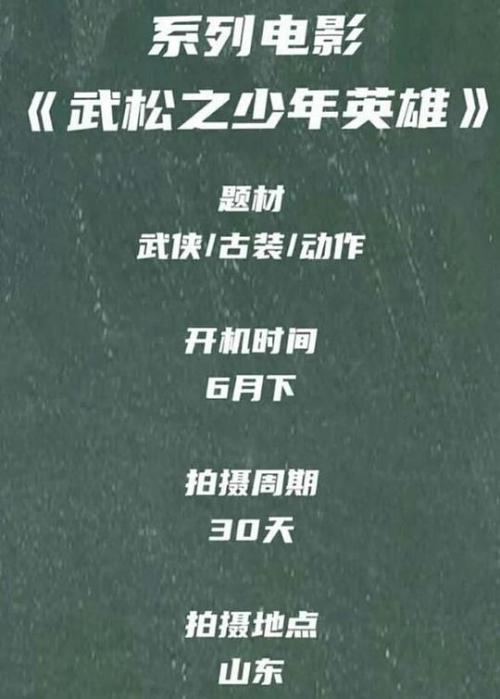 系列电影
《武松之少年英雄》
题材
武侠/古装/动作
开机时间
6月下
拍摄周期
30天
拍摄地点
山东